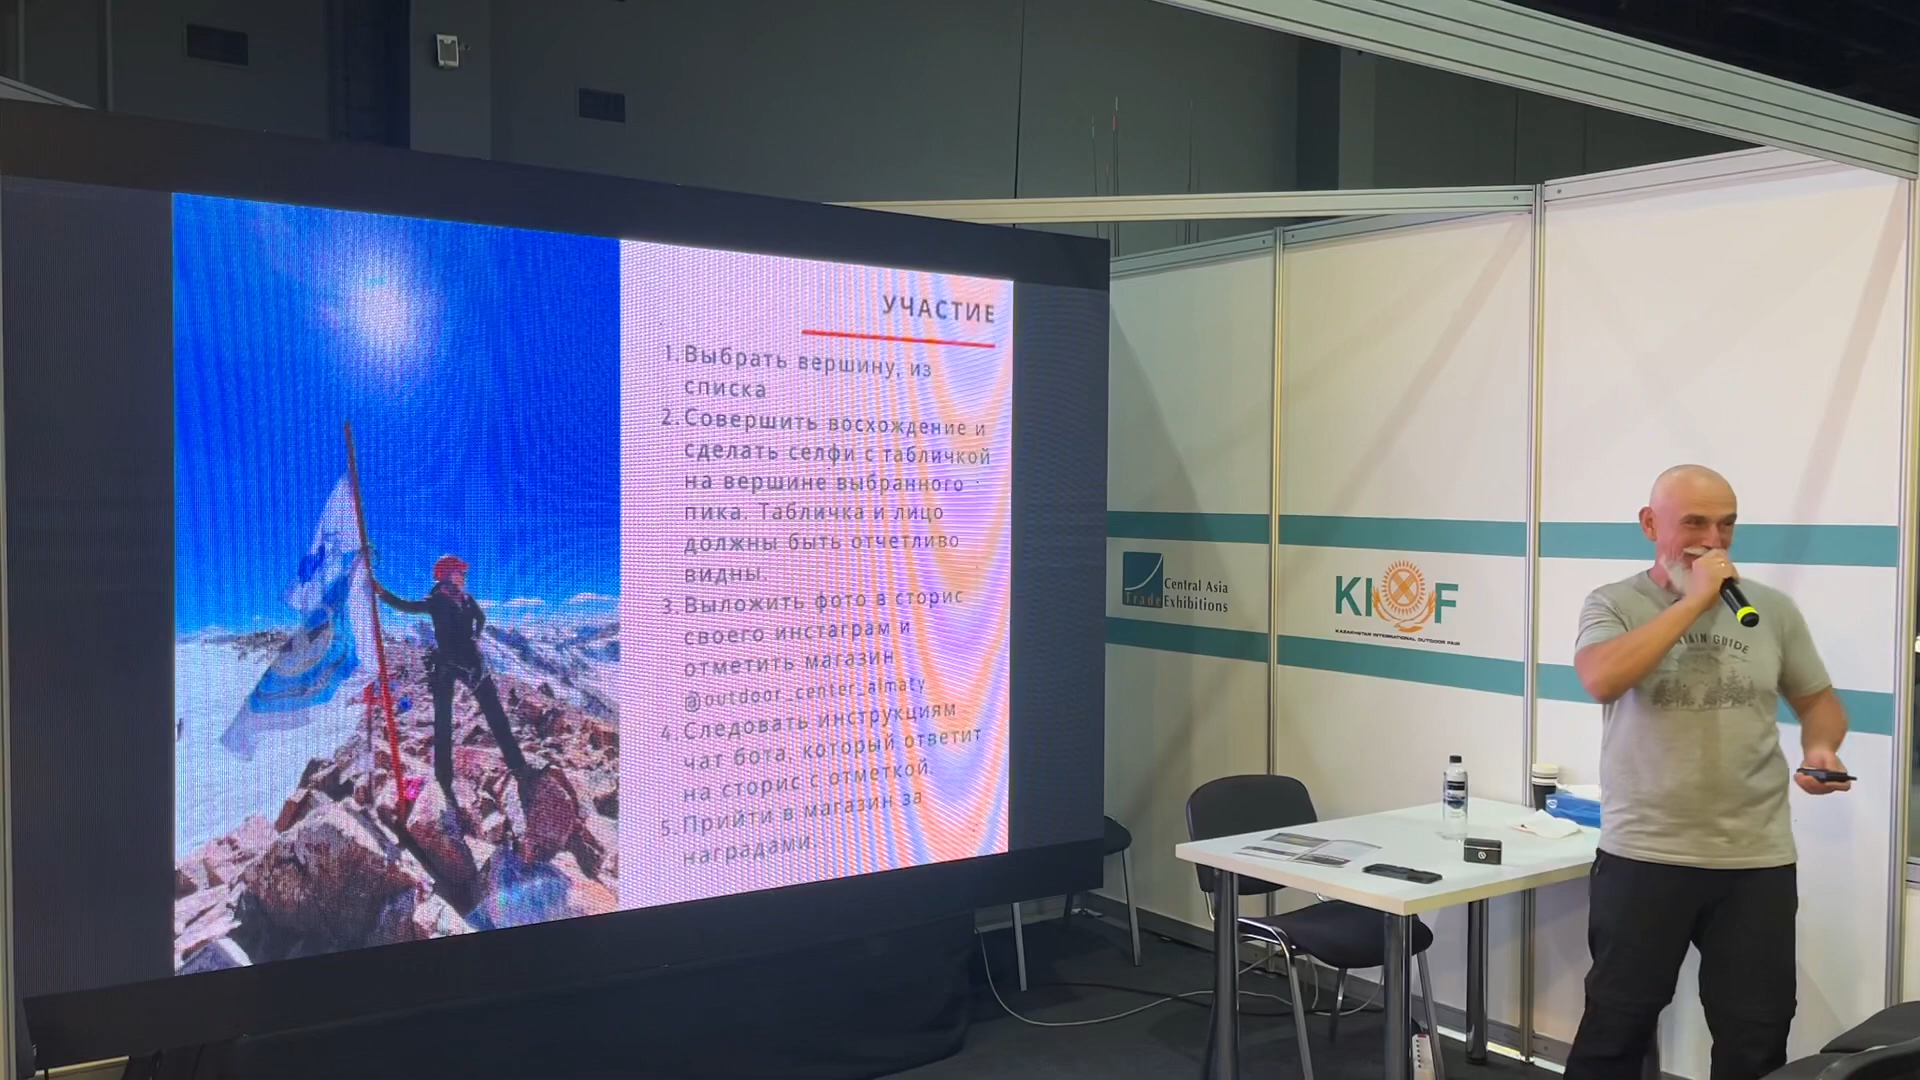 УЧАСТИЕ
1. Выбрать вершину, из
списка
2. Совершить восхождение и
сделать селфи с табличкой
на вершине выбранного
пика. Табличка и лицо
должны быть отчетливо
видны.
3. Выложить фото в сторис
своего инстаграм и
отметить магазин
@outdoor_center_almaty
4. Следовать инструкциям
чат бота, который ответит
на сторис с отметкой.
5. Прийти в магазин за
наградами.
Central Asia
Trade Exhibitions
KIOF
KAZAKHSTAN INTERNATIONAL OUTDOOR FAIR
GUIDE